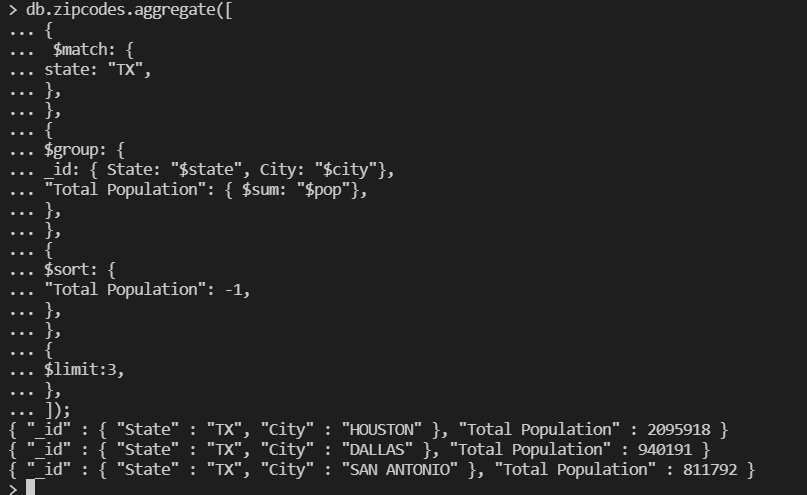 > db.zipcodes.aggregate([
... {
...  $match: {
... state: "TX",
... },
... },
... {
... $group: {
... _id: { State: "$state", City: "$city"},
... "Total Population": { $sum: "$pop"},
... },
... },
... {
... $sort: {
... "Total Population": -1,
... },
... },
... {
... $limit:3,
... },
... ]);
{ "_id" : { "State" : "TX", "City" : "HOUSTON" }, "Total Population" : 2095918 }
{ "_id" : { "State" : "TX", "City" : "DALLAS" }, "Total Population" : 940191 }
{ "_id" : { "State" : "TX", "City" : "SAN ANTONIO" }, "Total Population" : 811792 }
>